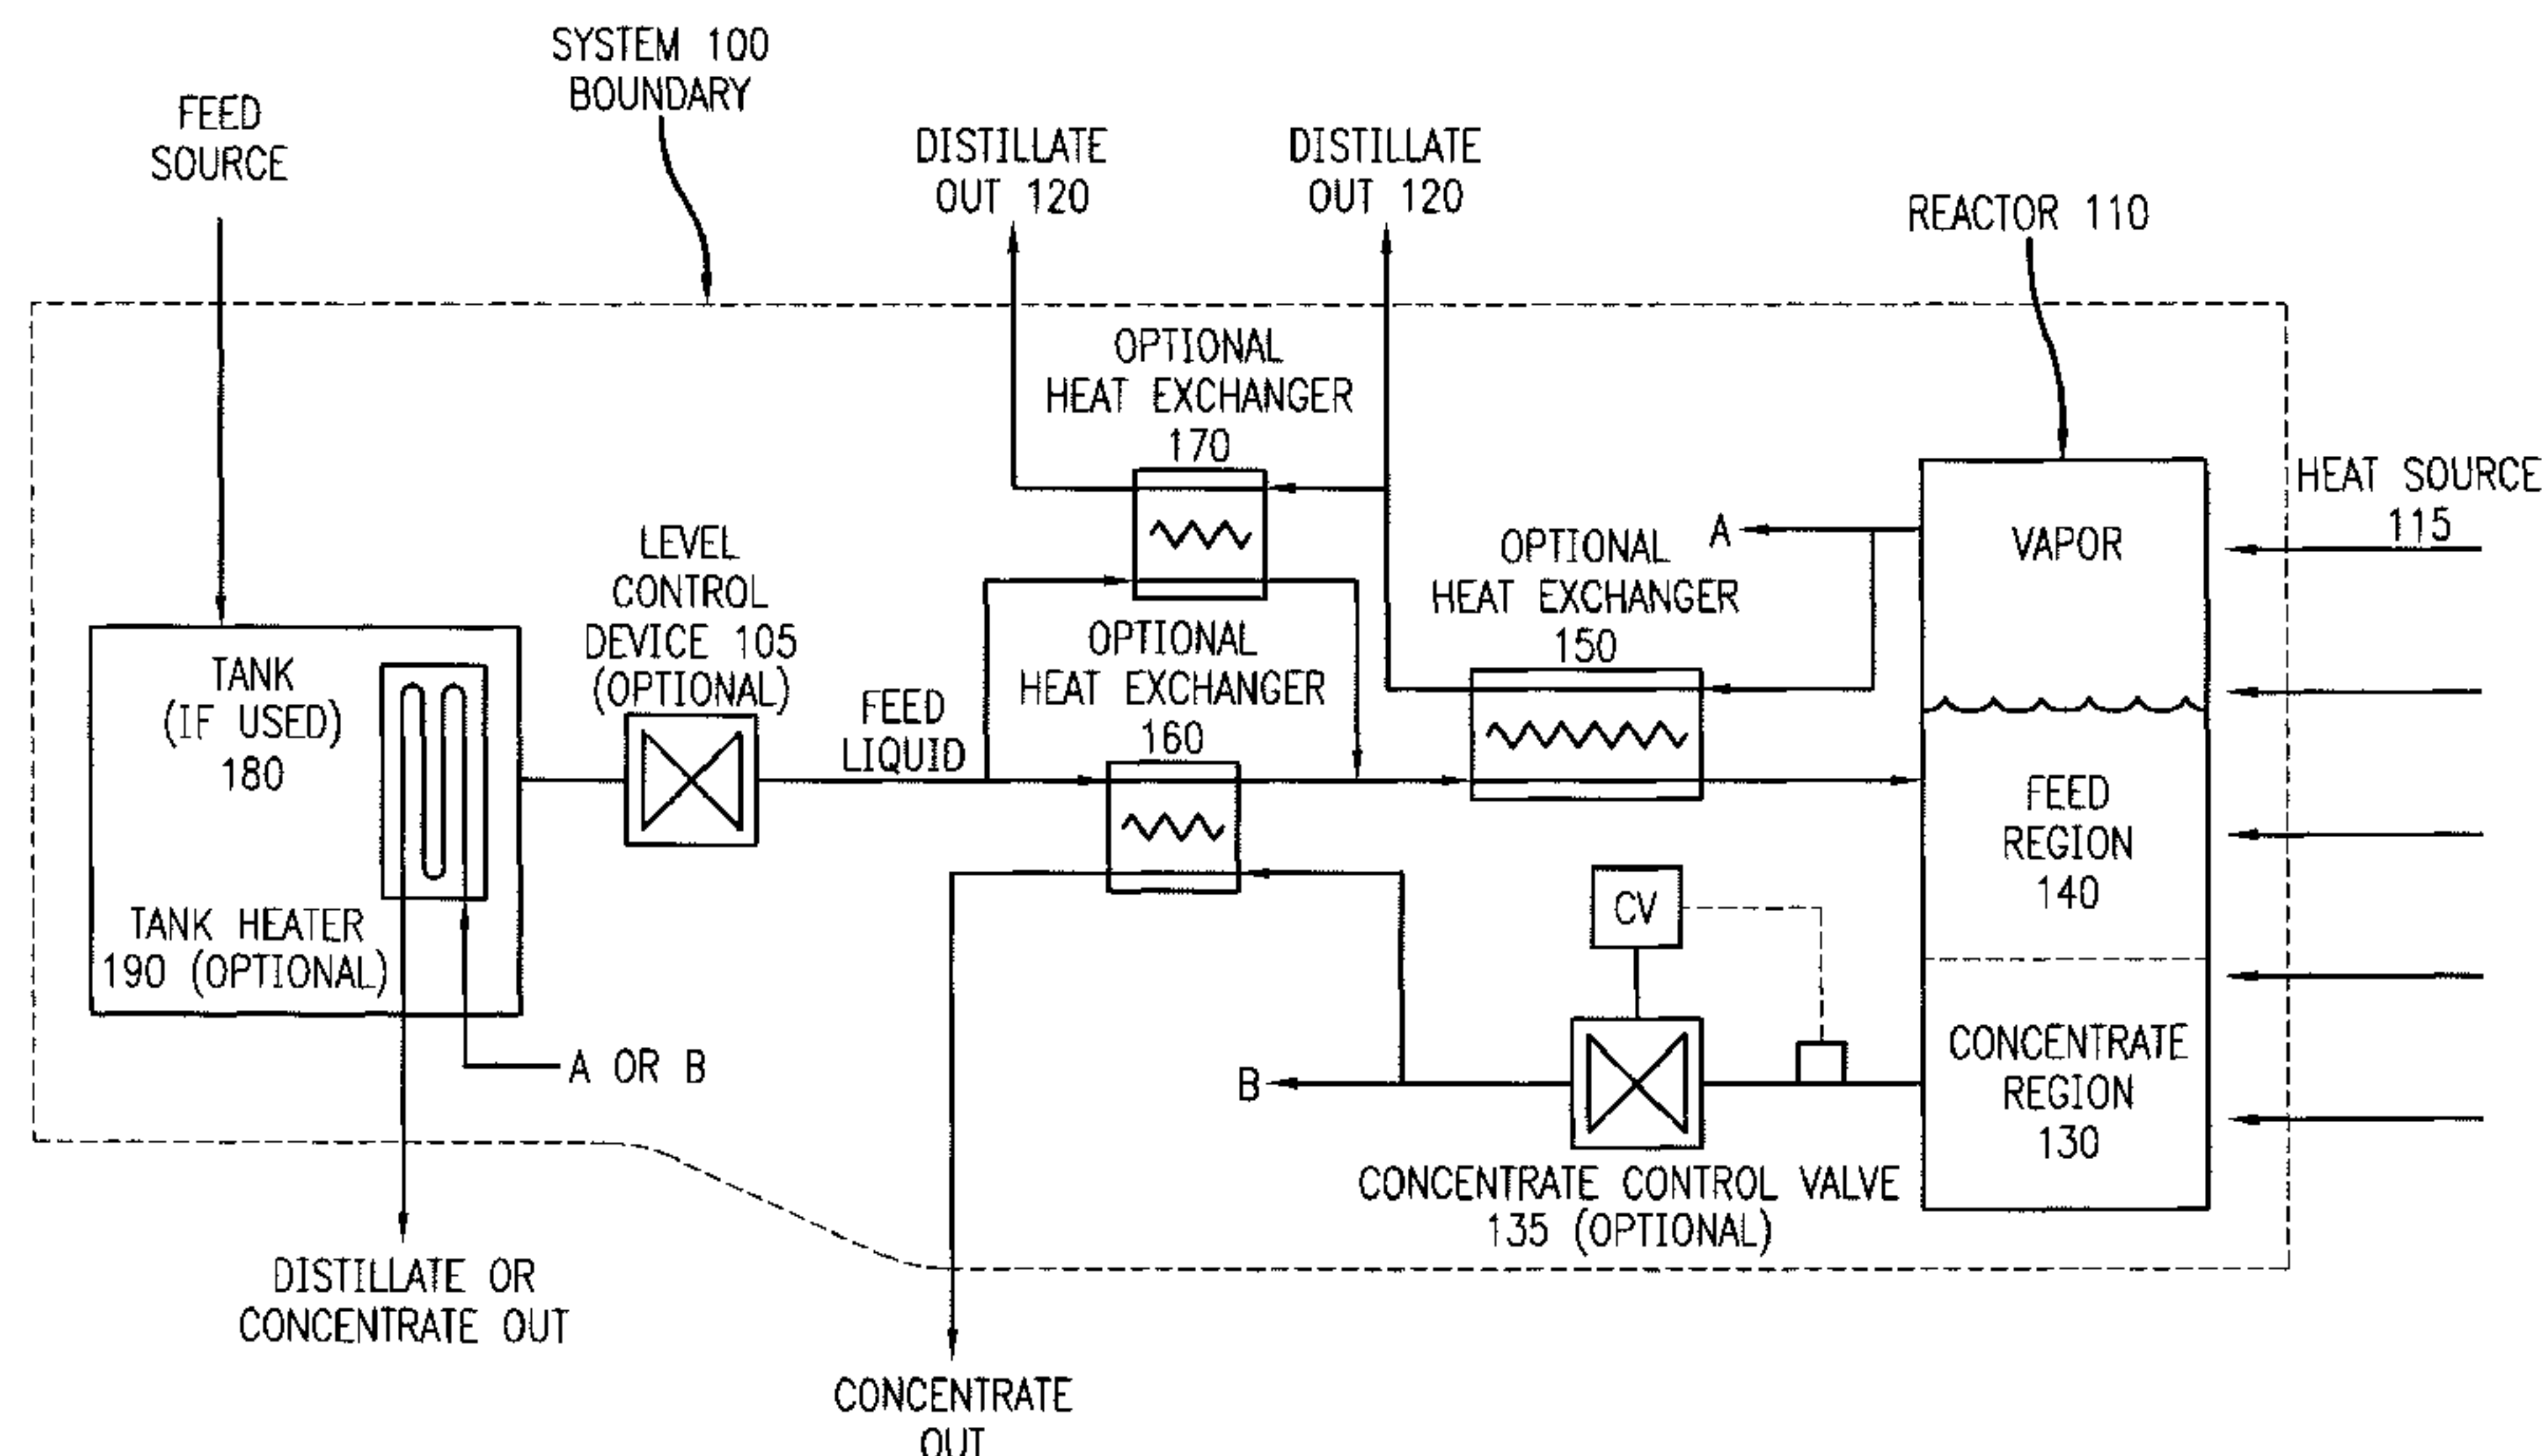 SYSTEM 100
BOUNDARY
FEED
SOURCE
DISTILLATE
OUT 120
DISTILLATE
OUT 120
REACTOR 110
OPTIONAL
HEAT EXCHANGER
170
HEAT SOURCE
115
A
VAPOR
LEVEL
CONTROL
DEVICE 105
(OPTIONAL)
OPTIONAL
HEAT EXCHANGER
150
OPTIONAL
HEAT EXCHANGER
160
TANK
(IF USED)
180
FEED
LIQUID
FEED
REGION
140
CV
TANK HEATER
190 (OPTIONAL)
A OR B
B
CONCENTRATE
REGION
130
CONCENTRATE CONTROL VALVE
135 (OPTIONAL)
DISTILLATE OR
CONCENTRATE OUT
CONCENTRATE
OUT